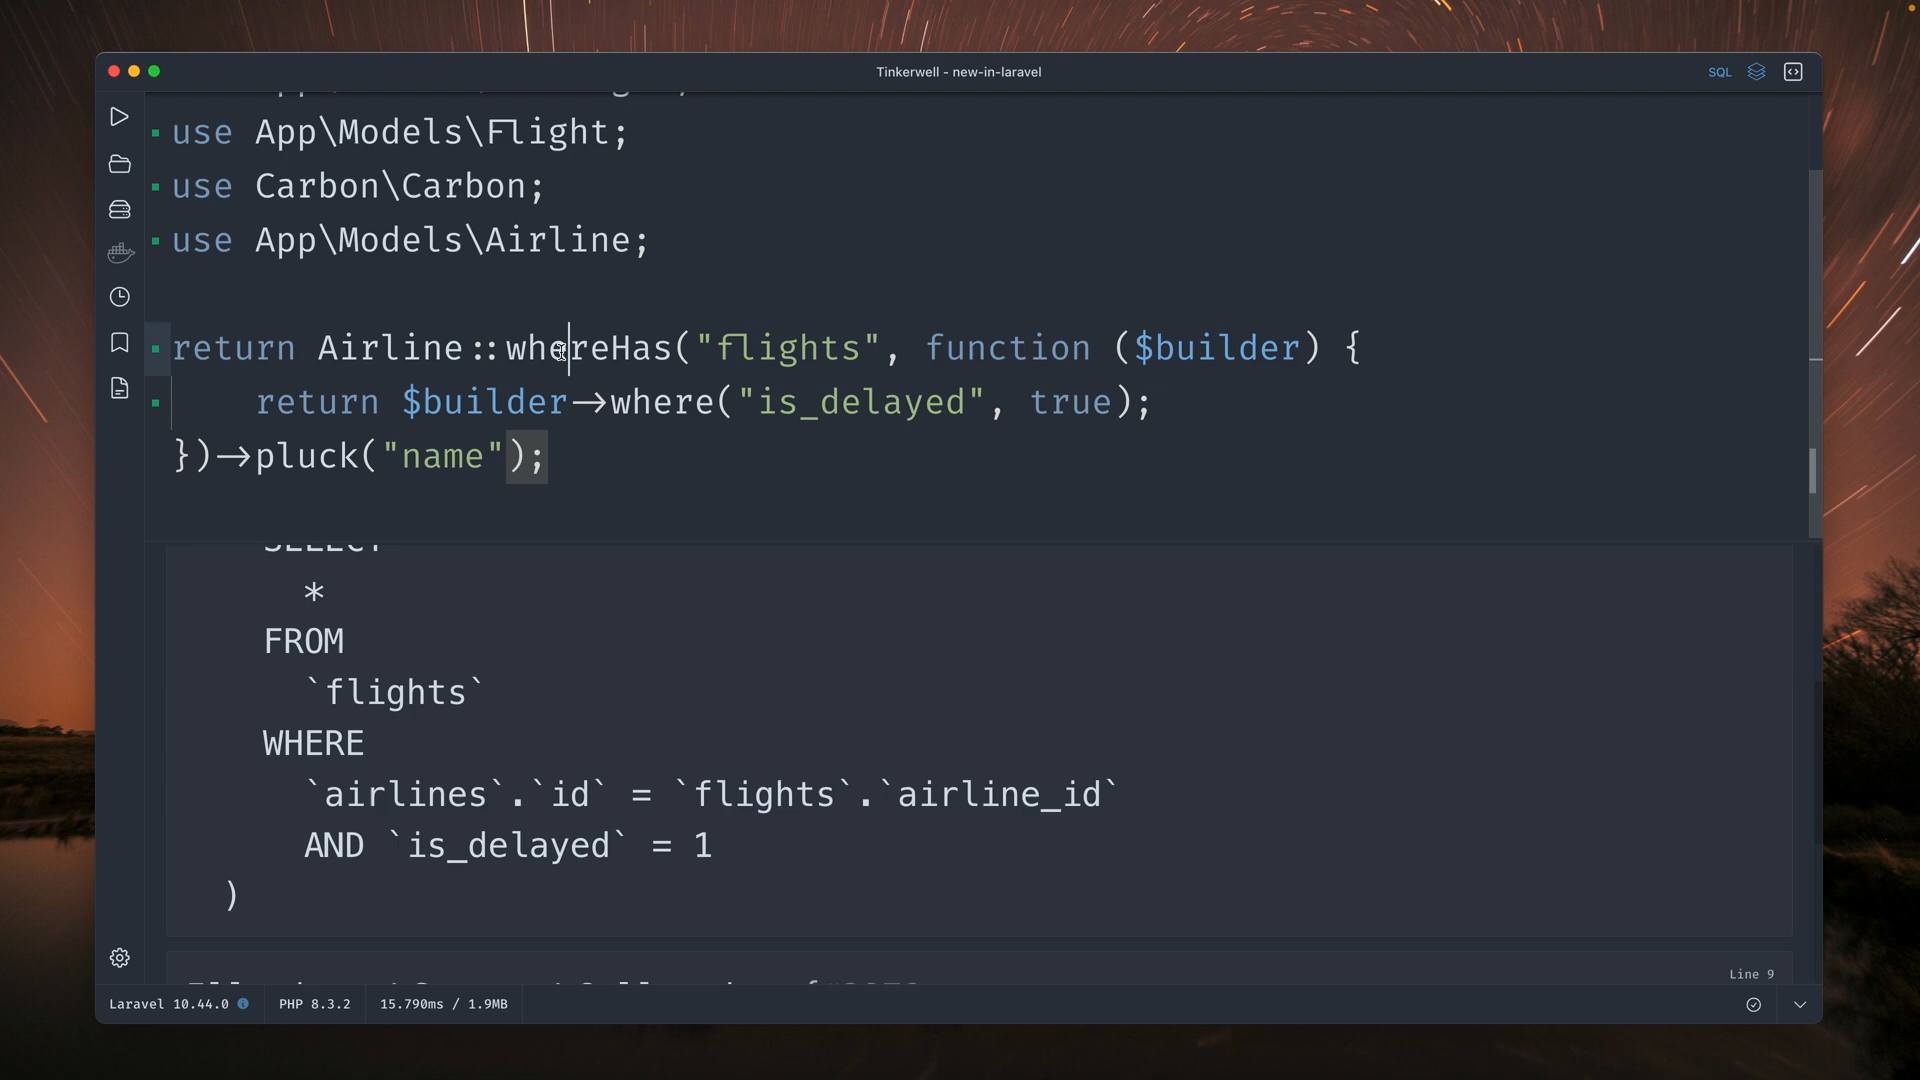 Tinkerwell - new-in-laravel
SQL
use App\Models\Flight;
use Carbon\Carbon;
use App\Models\Airline;
return Airline::whereHas("flights", function ($builder) {
return $builder->where("is_delayed", true);
})->pluck("name");
SELECT
*
FROM
`flights`
WHERE
`airlines`.`id` = `flights`.`airline_id`
AND `is_delayed` = 1
)
Line 9
Laravel 10.44.0
PHP 8.3.2
15.790ms / 1.9MB